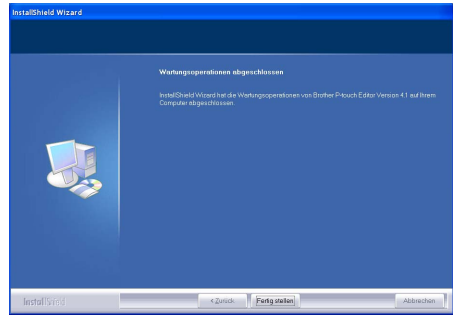 InstallShield Wizard
Wartungsoperationen abgeschlossen
InstallShield Wizard hat die Wartungsoperationen von Brother P-touch Editor Version 4.1 auf Ihrem
Computer abgeschlossen.
InstallShield
< Zurück Fertig stellen Abbrechen